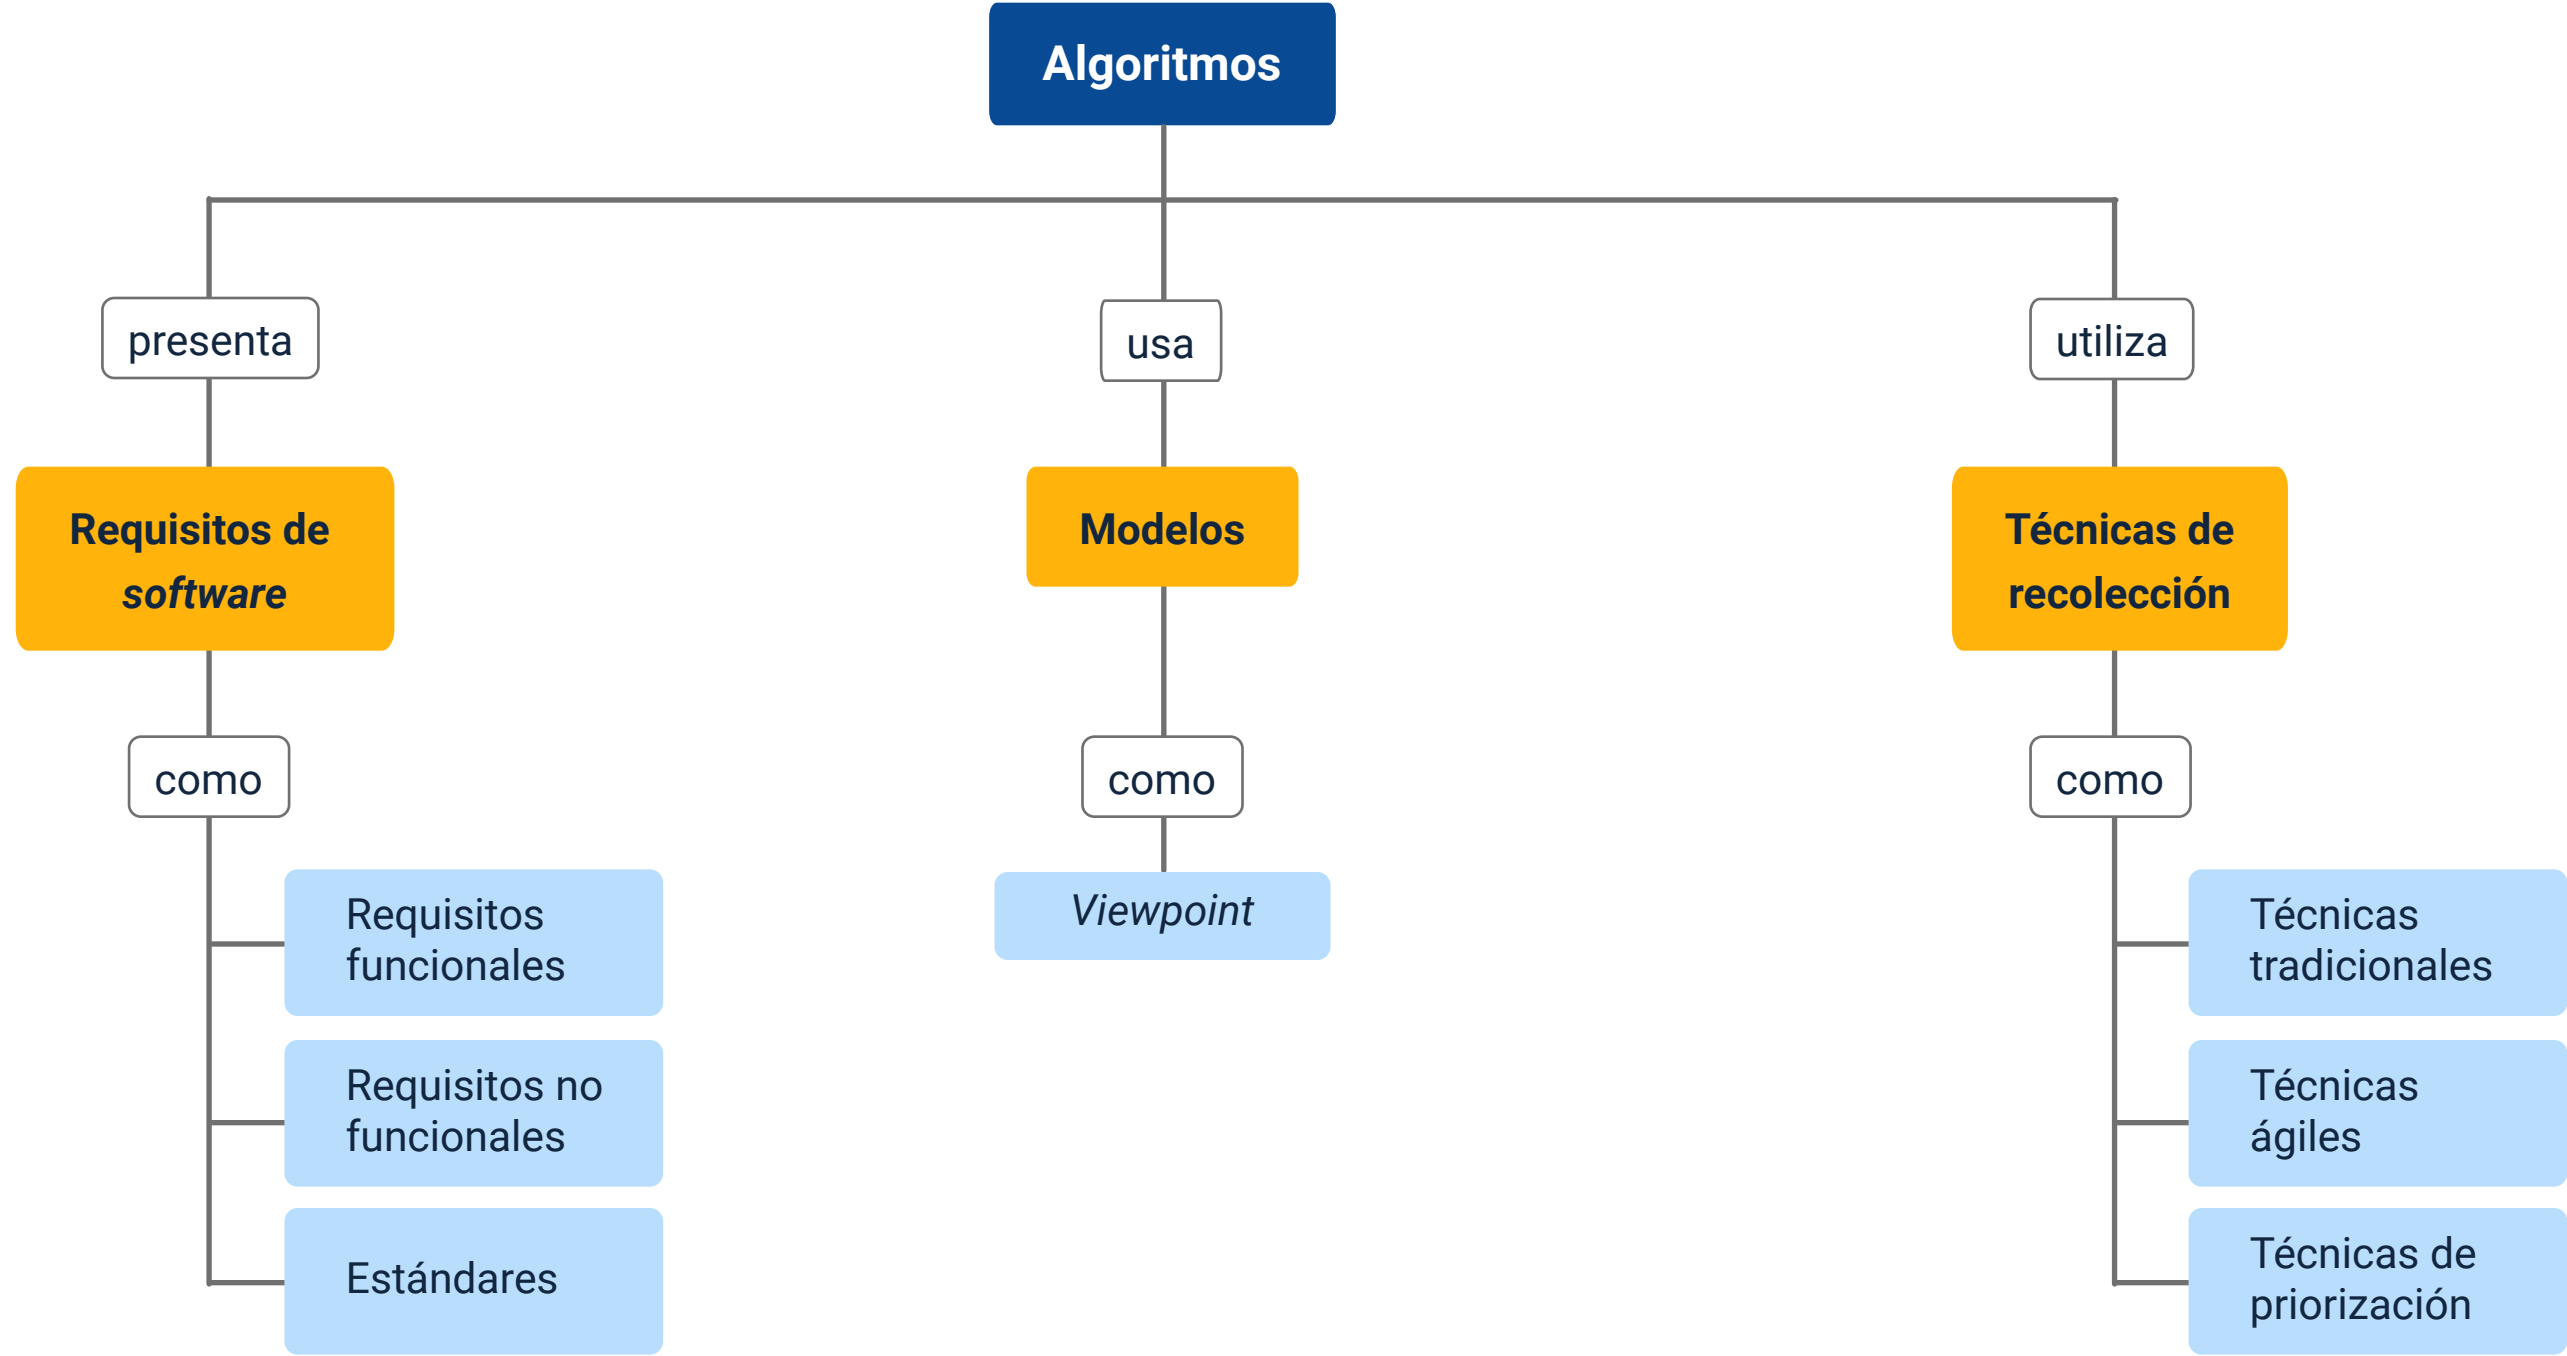 Algoritmos
presenta
usa
utiliza
Requisitos de
software
Modelos
Técnicas de
recolección
como
como
como
Requisitos
funcionales
Requisitos no
funcionales
Estándares
Viewpoint
Técnicas
tradicionales
Técnicas
ágiles
Técnicas de
priorización